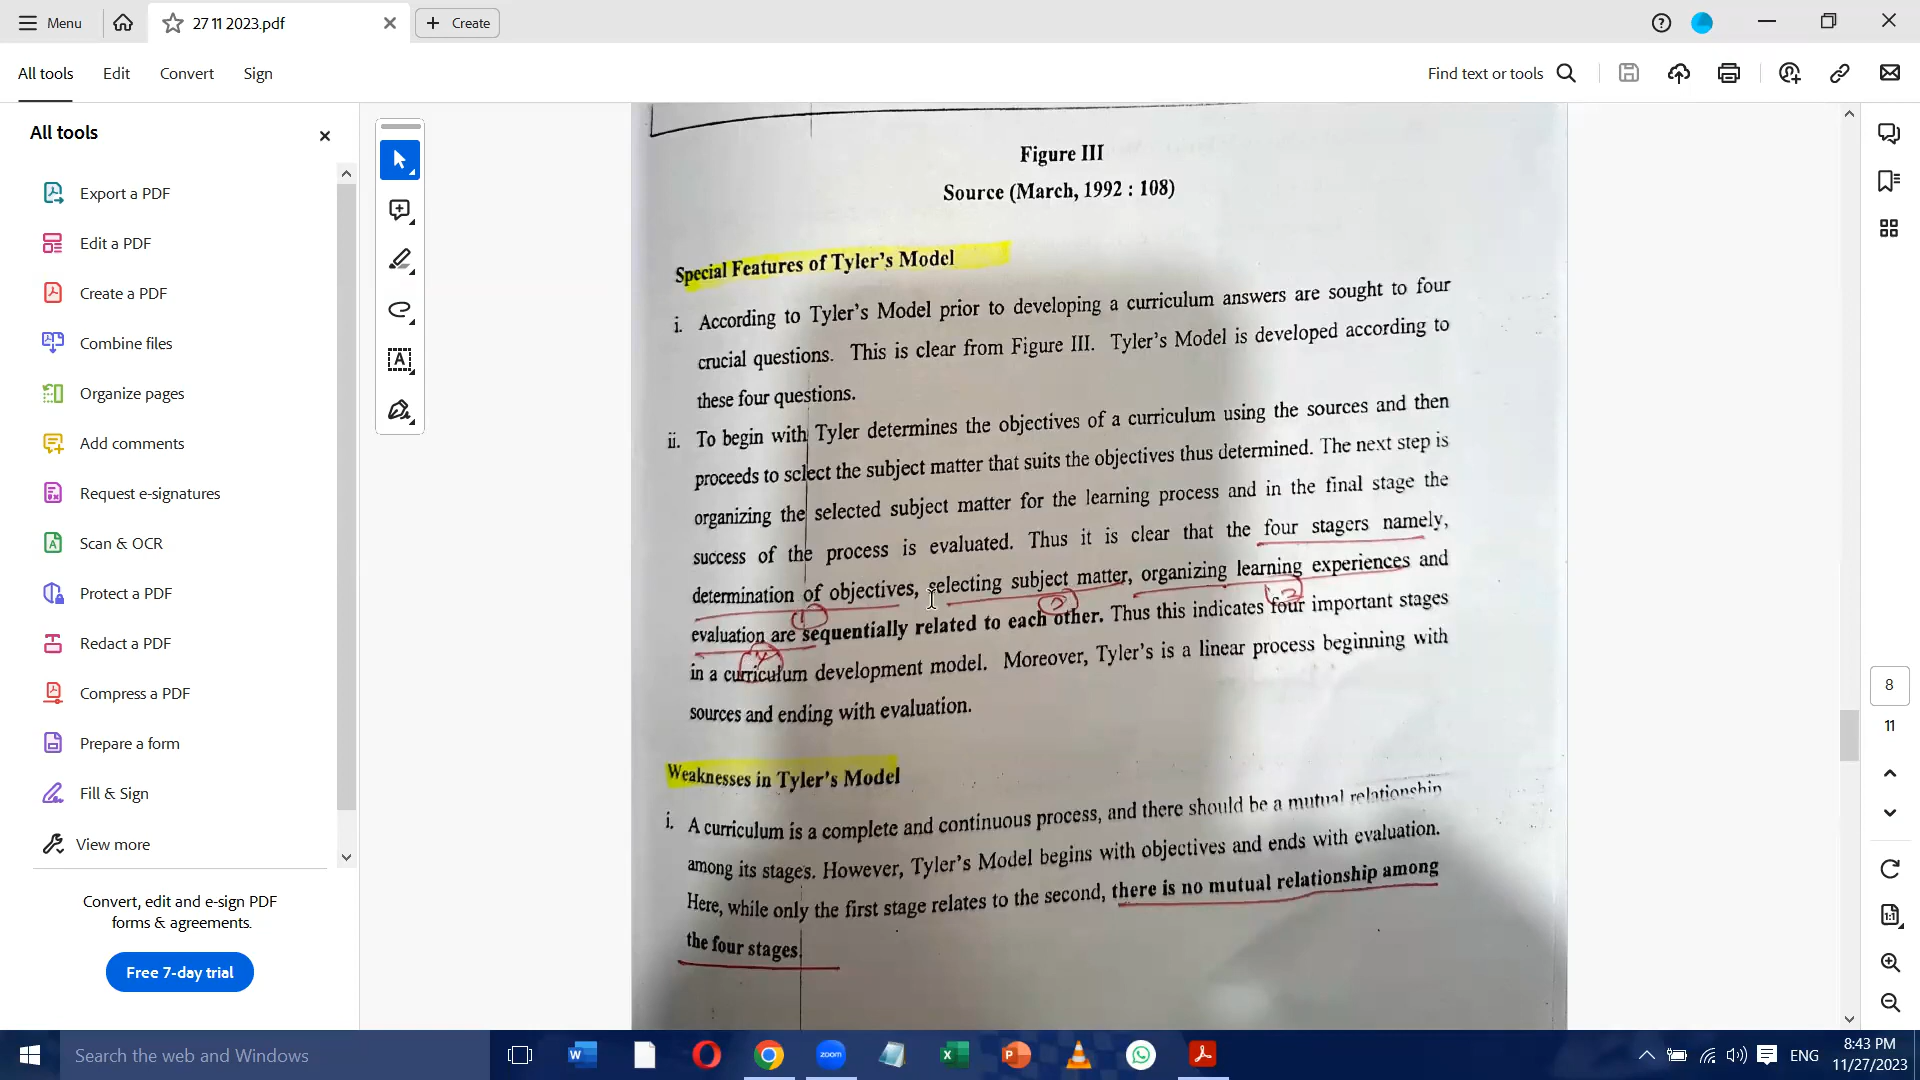 Menu
27 11 2023.pdf
Create
All tools
Edit
Convert
Sign
Find text or tools
All tools
Export a PDF
Edit a PDF
Create a PDF
Combine files
Organize pages
Add comments
Request e-signatures
Scan & OCR
Protect a PDF
Redact a PDF
Compress a PDF
Prepare a form
Fill & Sign
View more
Convert, edit and e-sign PDF
forms & agreements.
Free 7-day trial
Figure III
Source (March, 1992 : 108)
Special Features of Tyler's Model
i. According to Tyler's Model prior to developing a curriculum answers are sought to four
crucial questions. This is clear from Figure III. Tyler's Model is developed according to
these four questions.
ii. To begin with Tyler determines the objectives of a curriculum using the sources and then
proceeds to select the subject matter that suits the objectives thus determined. The next step is
organizing the selected subject matter for the learning process and in the final stage the
success of the process is evaluated. Thus it is clear that the four stagers namely,
determination of objectives, selecting subject matter, organizing learning experiences and
evaluation are sequentially related to each other. Thus this indicates four important stages
in a curriculum development model. Moreover, Tyler's is a linear process beginning with
sources and ending with evaluation.
Weaknesses in Tyler's Model
i. A curriculum is a complete and continuous process, and there should be a mutual relationship
among its stages. However, Tyler's Model begins with objectives and ends with evaluation.
Here, while only the first stage relates to the second, there is no mutual relationship among
the four stages.
8
11
Search the web and Windows
zoom
ENG
8:43 PM
11/27/2023